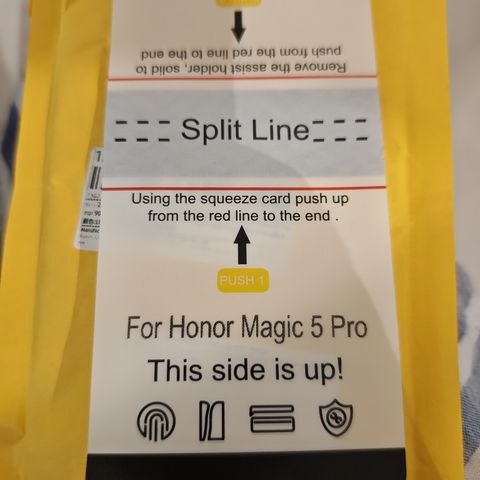 push from the red line to the end
Remove the assist holder, solid to
Split Line
Using the squeeze card push up
from the red line to the end .
PUSH 1
For Honor Magic 5 Pro
This side is up!